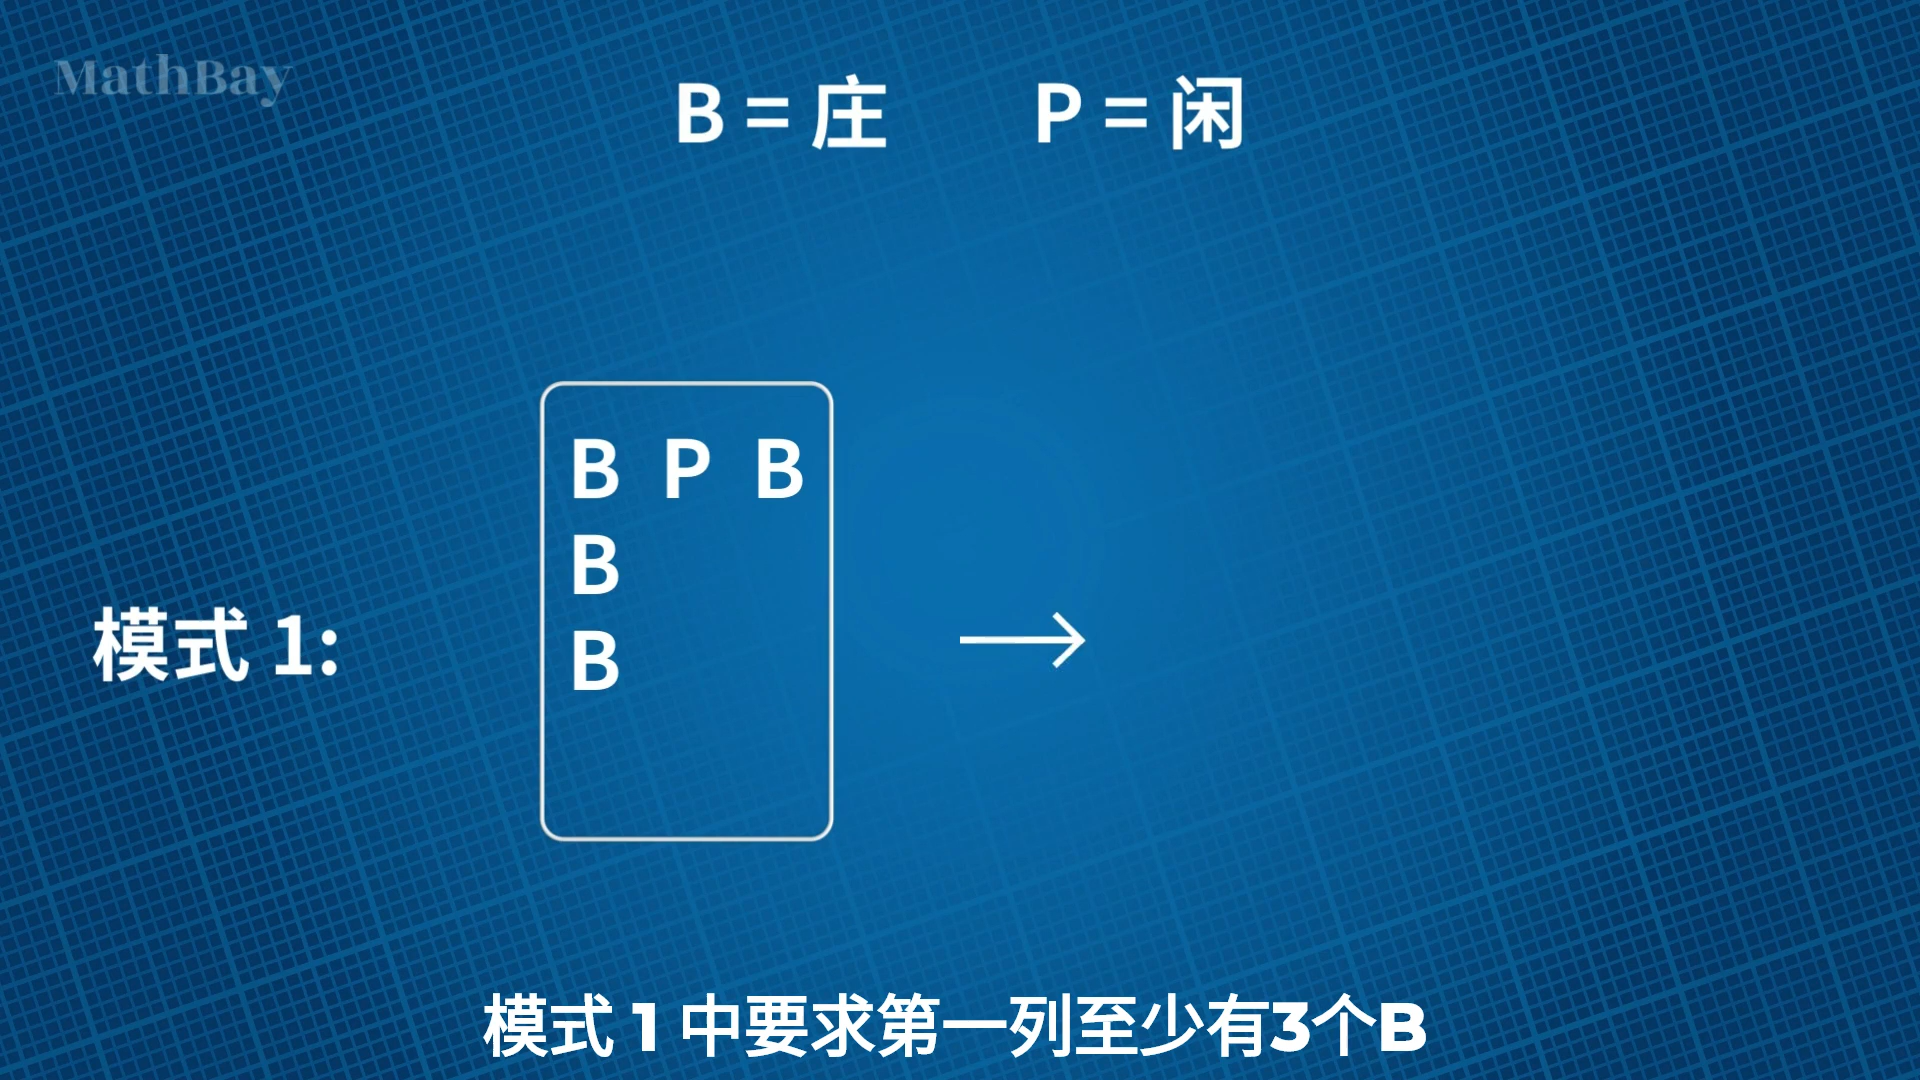 MathBay
B = 庄 P = 闲
B P B
B
模式 1:
B
模式 1 中要求第一列至少有3个B